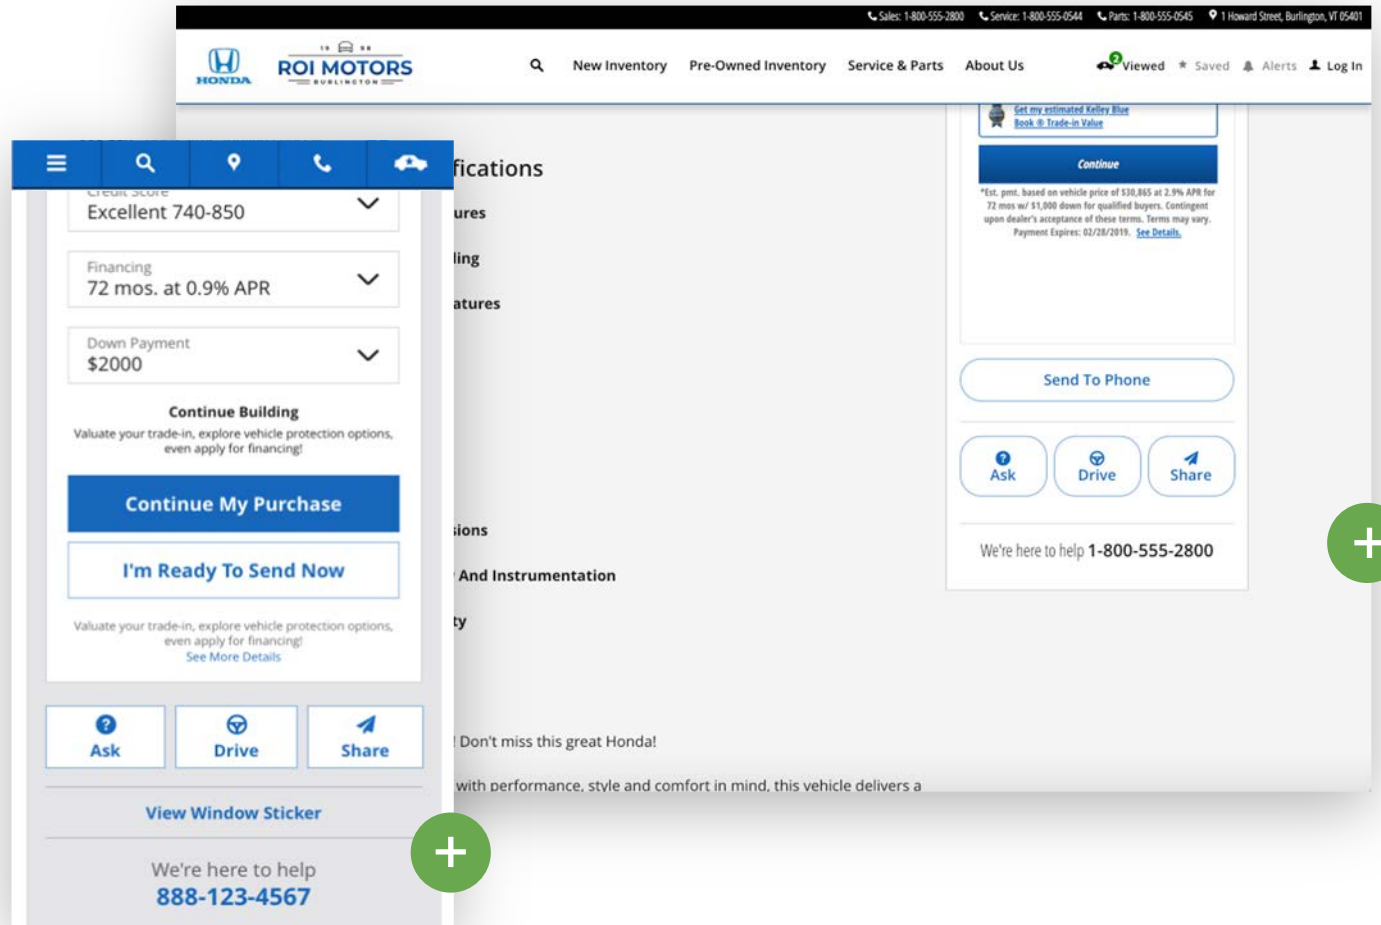 Sales: 1-800-555-2800 Service: 1-800-555-0544 Parts: 1-800-555-0545 1 Howard Street, Burlington, VT 05401
HONDA
19 98
ROI MOTORS
BURLINGTON
New Inventory Pre-Owned Inventory Service & Parts About Us
2
Viewed Saved Alerts Log In
Get my estimated Kelley Blue
Book ® Trade-in Value
Continue
*Est. pmt. based on vehicle price of $30,865 at 2.9% APR for
72 mos w/ $1,000 down for qualified buyers. Contingent
upon dealer's acceptance of these terms. Terms may vary.
Payment Expires: 02/28/2019. See Details.
Send To Phone
Ask Drive Share
We're here to help 1-800-555-2800
fications
ures
ling
atures
sions
And Instrumentation
ty
! Don't miss this great Honda!
with performance, style and comfort in mind, this vehicle delivers a
Credit Score
Excellent 740-850
Financing
72 mos. at 0.9% APR
Down Payment
$2000
Continue Building
Valuate your trade-in, explore vehicle protection options,
even apply for financing!
Continue My Purchase
I'm Ready To Send Now
Valuate your trade-in, explore vehicle protection options,
even apply for financing!
See More Details
Ask Drive Share
View Window Sticker
We're here to help
888-123-4567